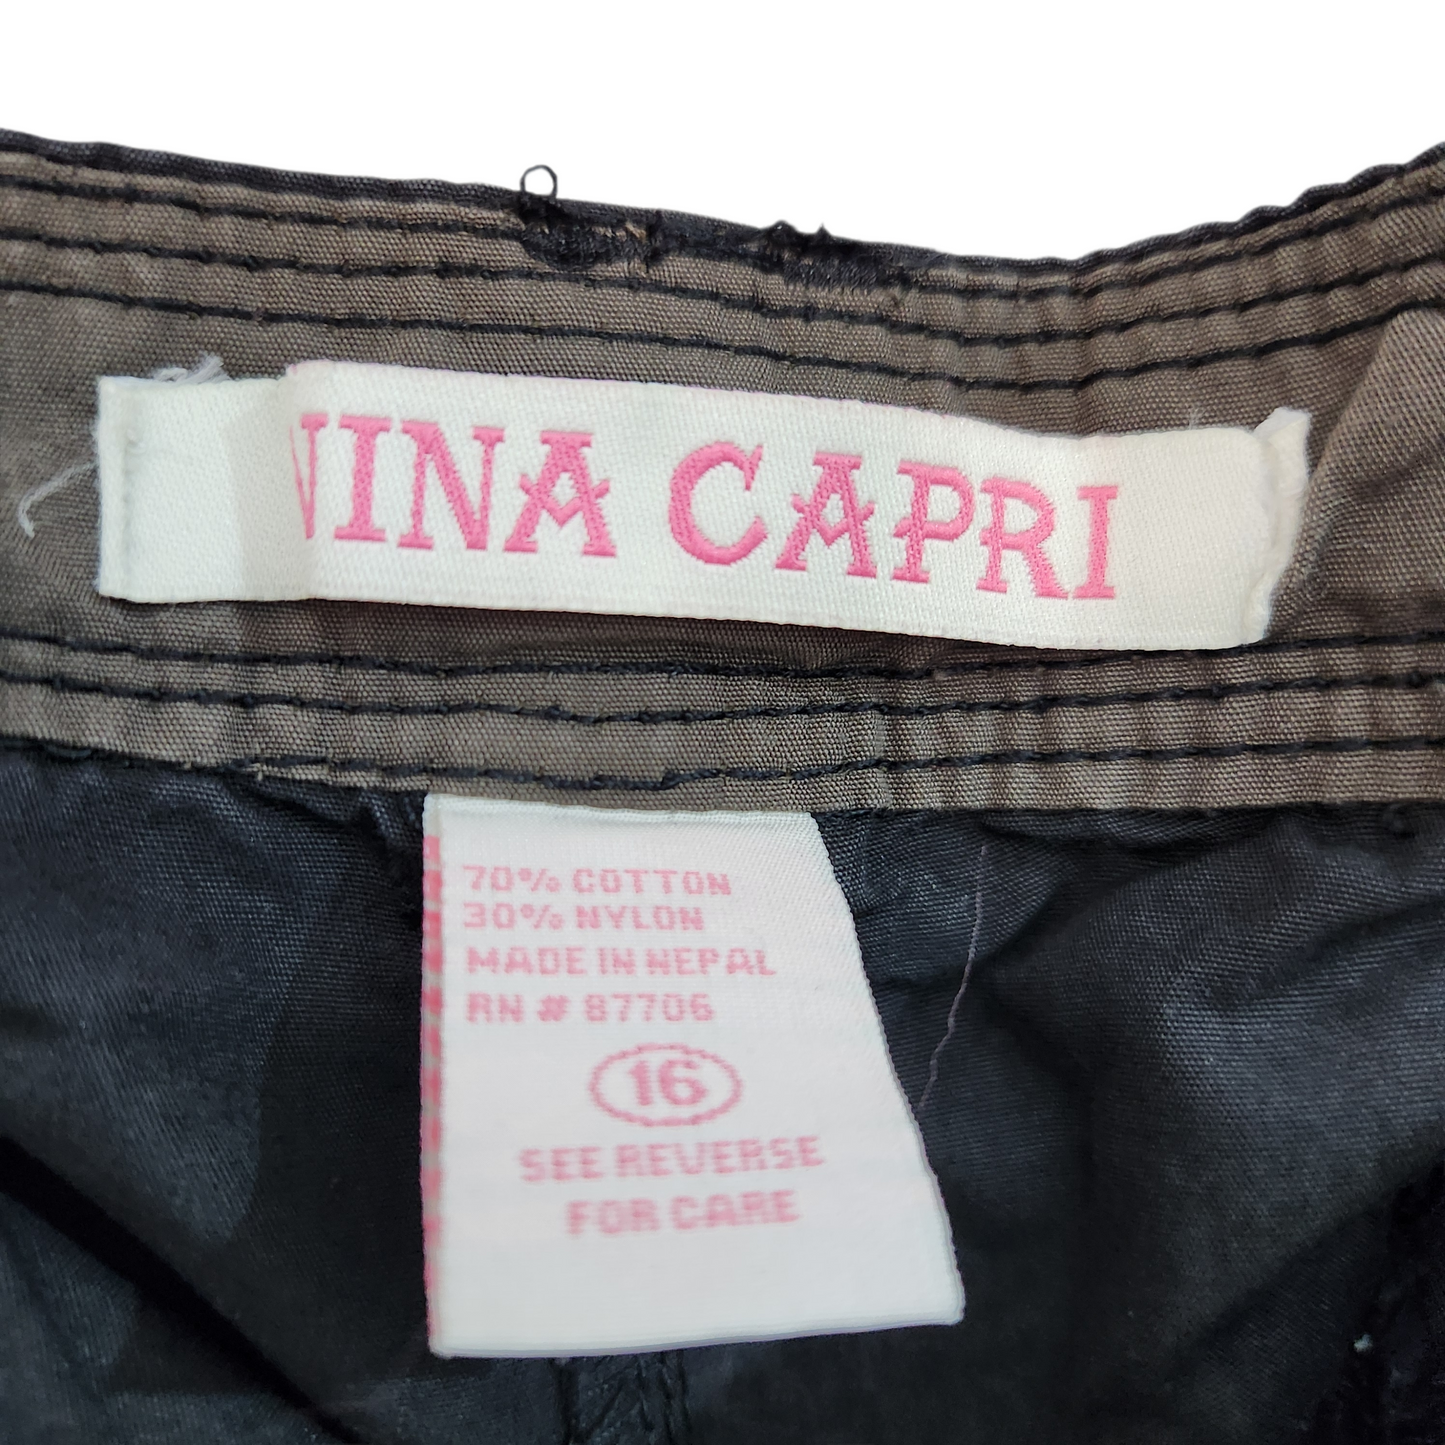 NINA CAPRI
70% COTTON
30% NYLON
MADE IN NEPAL
RN # 87706
16
SEE REVERSE
FOR CARE